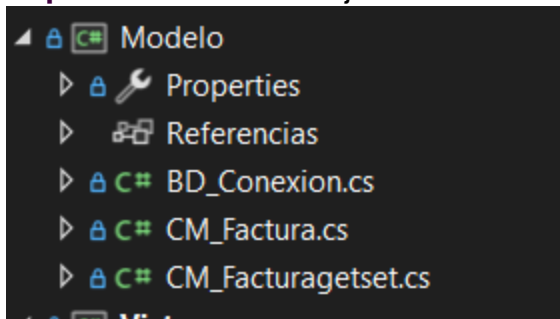 C# Modelo
Properties
Referencias
C# BD_Conexion.cs
C# CM_Factura.cs
C# CM_Facturagetset.cs